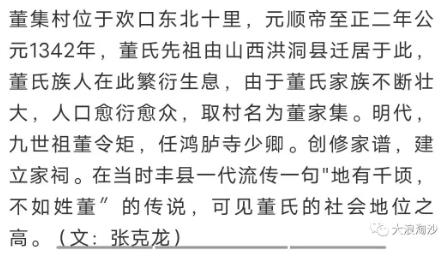 董集村位于欢口东北十里，元顺帝至正二年公
元1342年，董氏先祖由山西洪洞县迁居于此，
董氏族人在此繁衍生息，由于董氏家族不断壮
大，人口愈衍愈众，取村名为董家集。明代，
九世祖董令矩，任鸿胪寺少卿。创修家谱，建
立家祠。在当时丰县一代流传一句"地有千顷，
不如姓董”的传说，可见董氏的社会地位之
高。（文：张克龙）
大浪淘沙